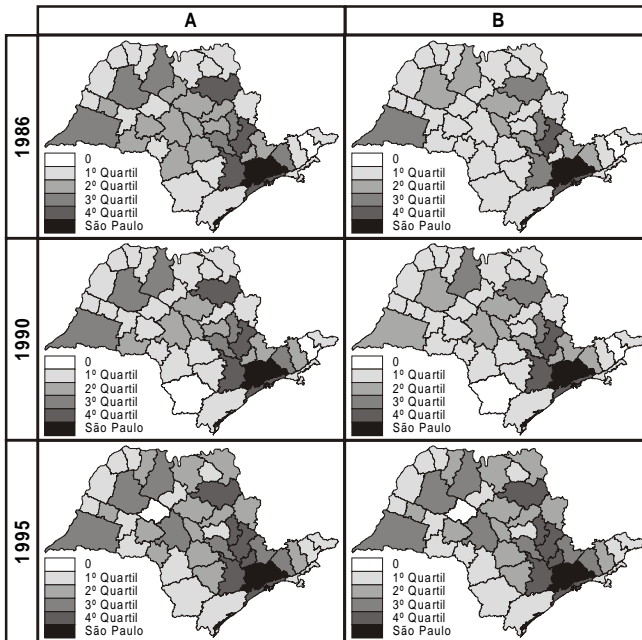 A
B
1986
0
1º Quartil
2º Quartil
3º Quartil
4º Quartil
São Paulo
0
1º Quartil
2º Quartil
3º Quartil
4º Quartil
São Paulo
1990
0
1º Quartil
2º Quartil
3º Quartil
4º Quartil
São Paulo
0
1º Quartil
2º Quartil
3º Quartil
4º Quartil
São Paulo
1995
0
1º Quartil
2º Quartil
3º Quartil
4º Quartil
São Paulo
0
1º Quartil
2º Quartil
3º Quartil
4º Quartil
São Paulo